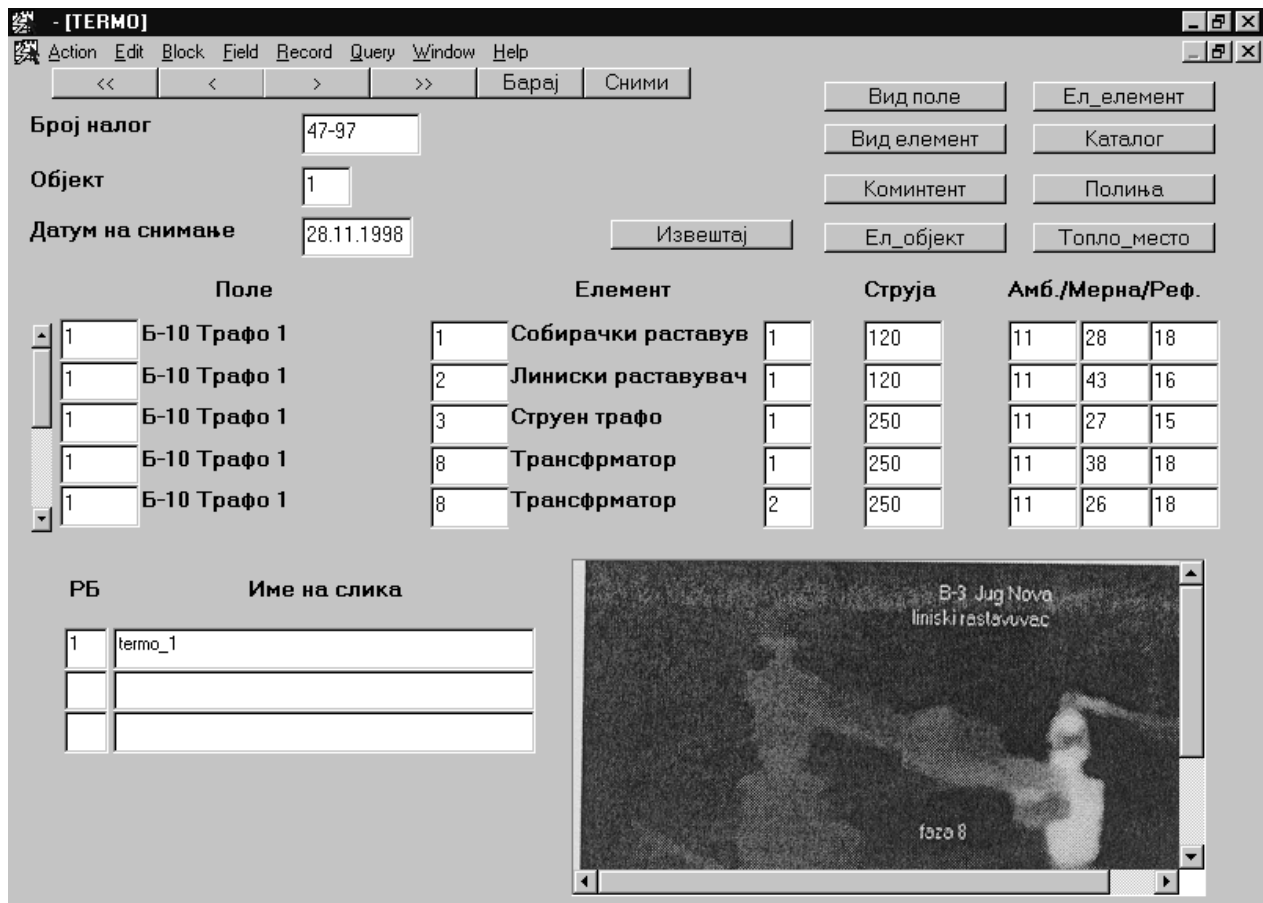 - [TERMO]
Action Edit Block Field Record Query Window Help
<< < > >> Барај Сними
Вид поле Ел_елемент
Број налог 47-97
Вид елемент Каталог
Објект 1
Коминтент Полиња
Датум на снимање 28.11.1998 Извештај
Ел_објект Топло_место
Поле Елемент Струја Амб./Мерна/Реф.
1 Б-10 Трафо 1 1 Собирачки раставув 1 120 11 28 18
1 Б-10 Трафо 1 2 Линиски раставувач 1 120 11 43 16
1 Б-10 Трафо 1 3 Струен трафо 1 250 11 27 15
1 Б-10 Трафо 1 8 Трансфрматор 1 250 11 38 18
1 Б-10 Трафо 1 8 Трансфрматор 2 250 11 26 18
РБ Име на слика
1 termo_1
B-3 Jug Nova
liniski rastavuvac
faza 8